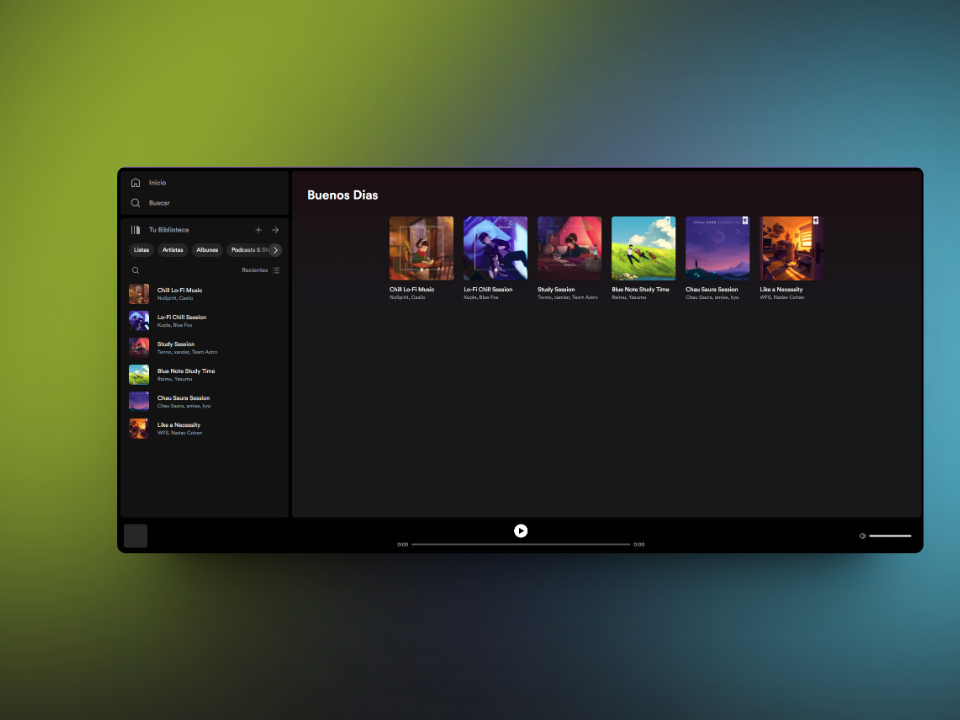 Inicio
Buscar
Tu Biblioteca
Listas Artistas Albunes Podcasts &
Recientes
Chill Lo-Fi Music
NoSpirit, Casiio
Lo-Fi Chill Session
Kupla, Blue Fox
Study Session
Tenno, xander, Team Astro
Blue Note Study Time
Raimu, Yasumu
Chau Saura Session
Chau Saura, amies, kyu
Like a Necessity
WFS, Nadav Cohen
Buenos Dias
Chill Lo-Fi Music
NoSpirit, Casiio
Lo-Fi Chill Session
Kupla, Blue Fox
Study Session
Tenno, xander, Team Astro
Blue Note Study Time
Raimu, Yasumu
Chau Saura Session
Chau Saura, amies, kyu
Like a Necessity
WFS, Nadav Cohen
0:00 0:00